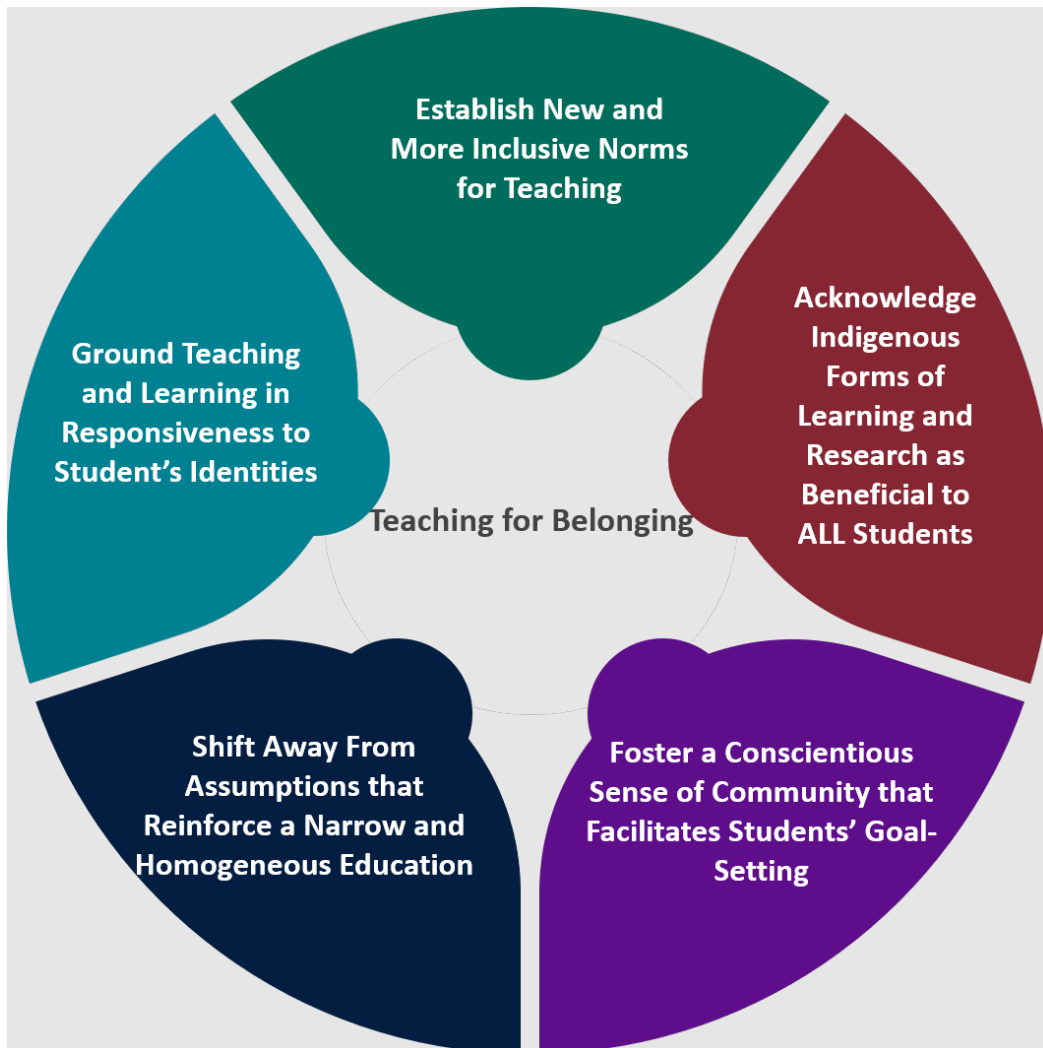 Establish New and
More Inclusive Norms
for Teaching
Acknowledge
Indigenous
Forms of
Learning and
Research as
Beneficial to
ALL Students
Foster a Conscientious
Sense of Community that
Facilitates Students’ Goal-
Setting
Shift Away From
Assumptions that
Reinforce a Narrow and
Homogeneous Education
Ground Teaching
and Learning in
Responsiveness to
Student’s Identities
Teaching for Belonging